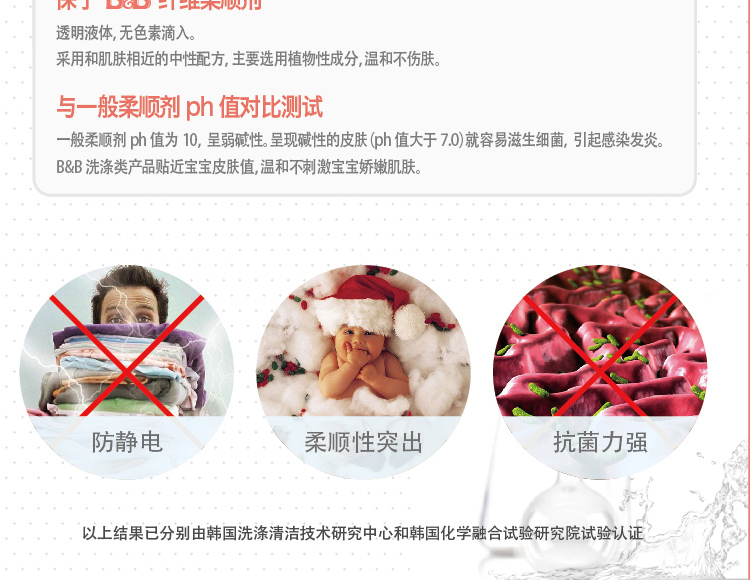 关于 B&B 纤维柔顺剂
透明液体, 无色素滴入。
采用和肌肤相近的中性配方, 主要选用植物性成分, 温和不伤肤。
与一般柔顺剂 ph 值对比测试
一般柔顺剂 ph 值为 10, 呈弱碱性。呈现碱性的皮肤 (ph 值大于 7.0) 就容易滋生细菌, 引起感染发炎。
B&B 洗涤类产品贴近宝宝皮肤值, 温和不刺激宝宝娇嫩肌肤。
防静电
柔顺性突出
抗菌力强
以上结果已分别由韩国洗涤清洁技术研究中心和韩国化学融合试验研究院试验认证